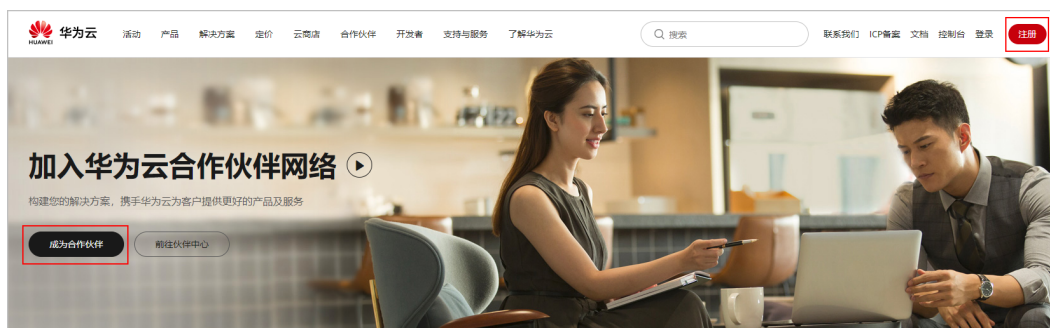 HUAWEI 华为云 活动 产品 解决方案 定价 云商店 合作伙伴 开发者 支持与服务 了解华为云 搜索 联系我们 ICP备案 文档 控制台 登录 注册
加入华为云合作伙伴网络
构建您的解决方案，携手华为云为客户提供更好的产品及服务
成为合作伙伴 前往伙伴中心